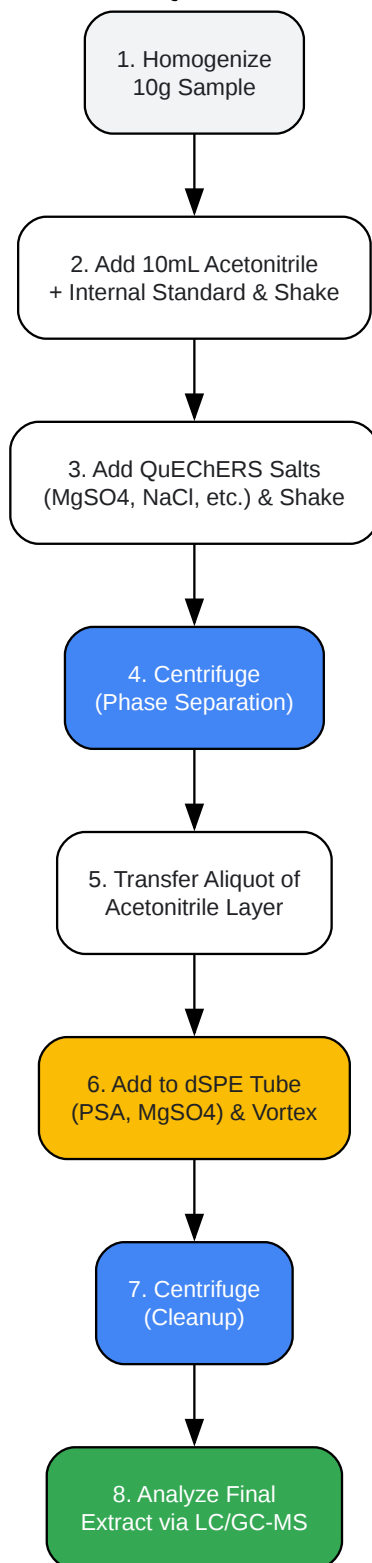 1. Homogenize
10g Sample
2. Add 10mL Acetonitrile
+ Internal Standard & Shake
3. Add QuEChERS Salts
(MgSO4, NaCl, etc.) & Shake
4. Centrifuge
(Phase Separation)
5. Transfer Aliquot of
Acetonitrile Layer
6. Add to dSPE Tube
(PSA, MgSO4) & Vortex
7. Centrifuge
(Cleanup)
8. Analyze Final
Extract via LC/GC-MS